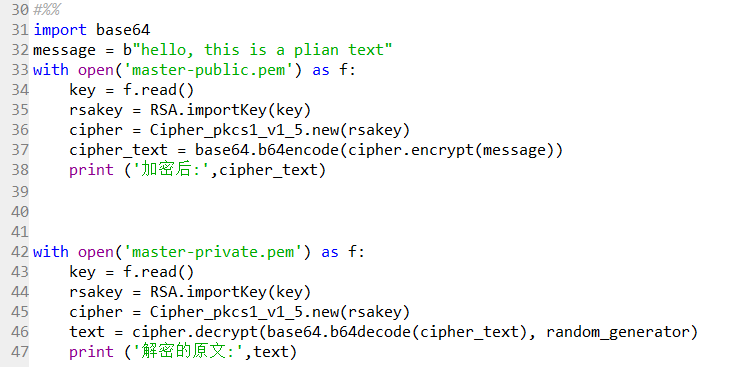 30 #%%
31 import base64
32 message = b"hello, this is a plian text"
33 with open('master-public.pem') as f:
34     key = f.read()
35     rsakey = RSA.importKey(key)
36     cipher = Cipher_pkcs1_v1_5.new(rsakey)
37     cipher_text = base64.b64encode(cipher.encrypt(message))
38     print ('加密后:',cipher_text)
39
40
41
42 with open('master-private.pem') as f:
43     key = f.read()
44     rsakey = RSA.importKey(key)
45     cipher = Cipher_pkcs1_v1_5.new(rsakey)
46     text = cipher.decrypt(base64.b64decode(cipher_text), random_generator)
47     print ('解密的原文:',text)